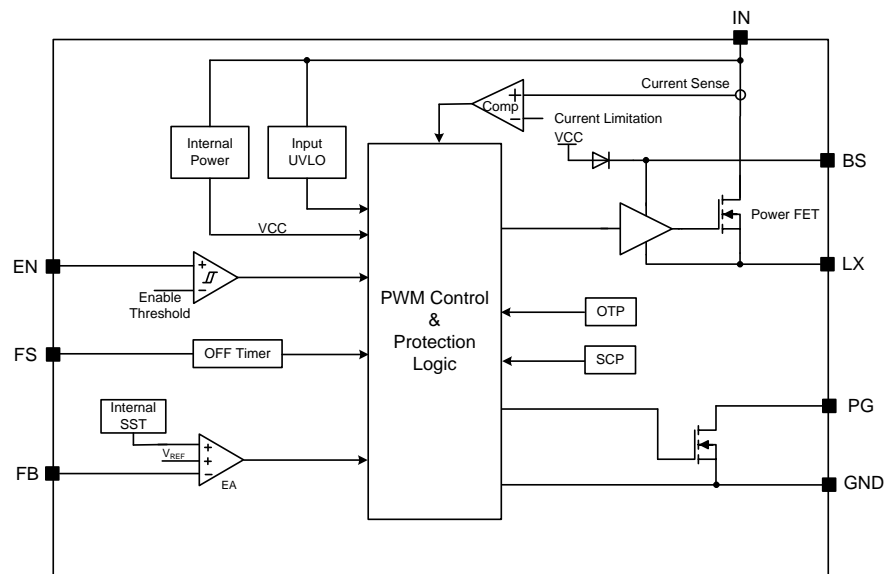 IN
Current Sense
+
Comp
−
Current Limitation
VCC
BS
Internal
Power
Input
UVLO
Power FET
VCC
EN
+
−
LX
Enable
Threshold
PWM Control
&
Protection
Logic
OTP
FS
OFF Timer
SCP
Internal
SST
PG
+
VREF
+
−
FB
EA
GND